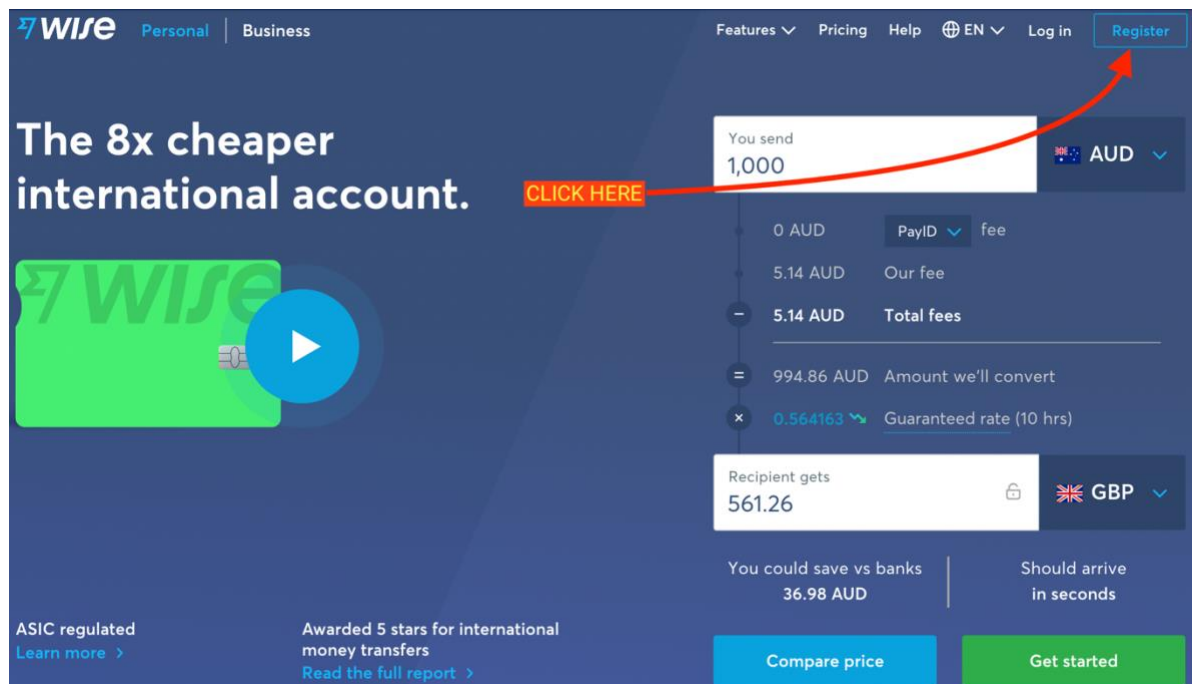 WISE Personal Business Features Pricing Help EN Log in Register
The 8x cheaper
international account.
CLICK HERE
WISE
ASIC regulated
Learn more >
Awarded 5 stars for international
money transfers
Read the full report >
You send
1,000 AUD
0 AUD PayID fee
5.14 AUD Our fee
− 5.14 AUD Total fees
= 994.86 AUD Amount we'll convert
× 0.564163 Guaranteed rate (10 hrs)
Recipient gets
561.26 GBP
You could save vs banks
36.98 AUD
Should arrive
in seconds
Compare price Get started